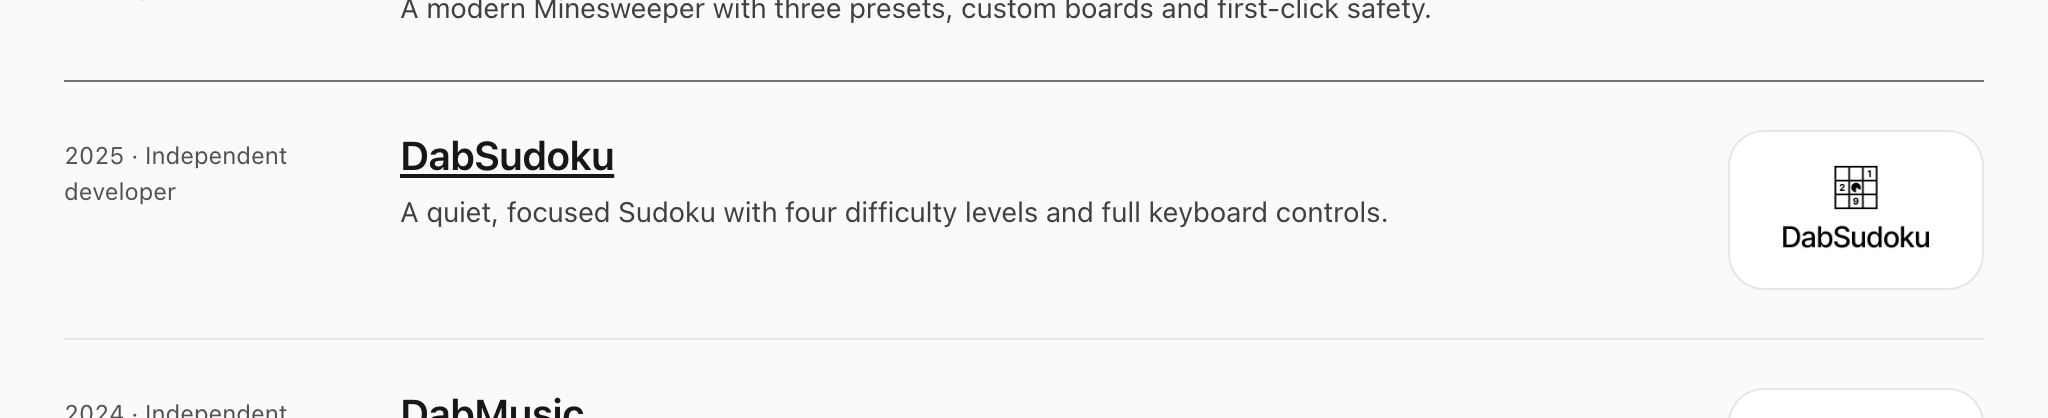 A modern Minesweeper with three presets, custom boards and first-click safety.
2025 · Independent
developer
DabSudoku
A quiet, focused Sudoku with four difficulty levels and full keyboard controls.
1
2
9
DabSudoku
2024 · Independent
DabMusic